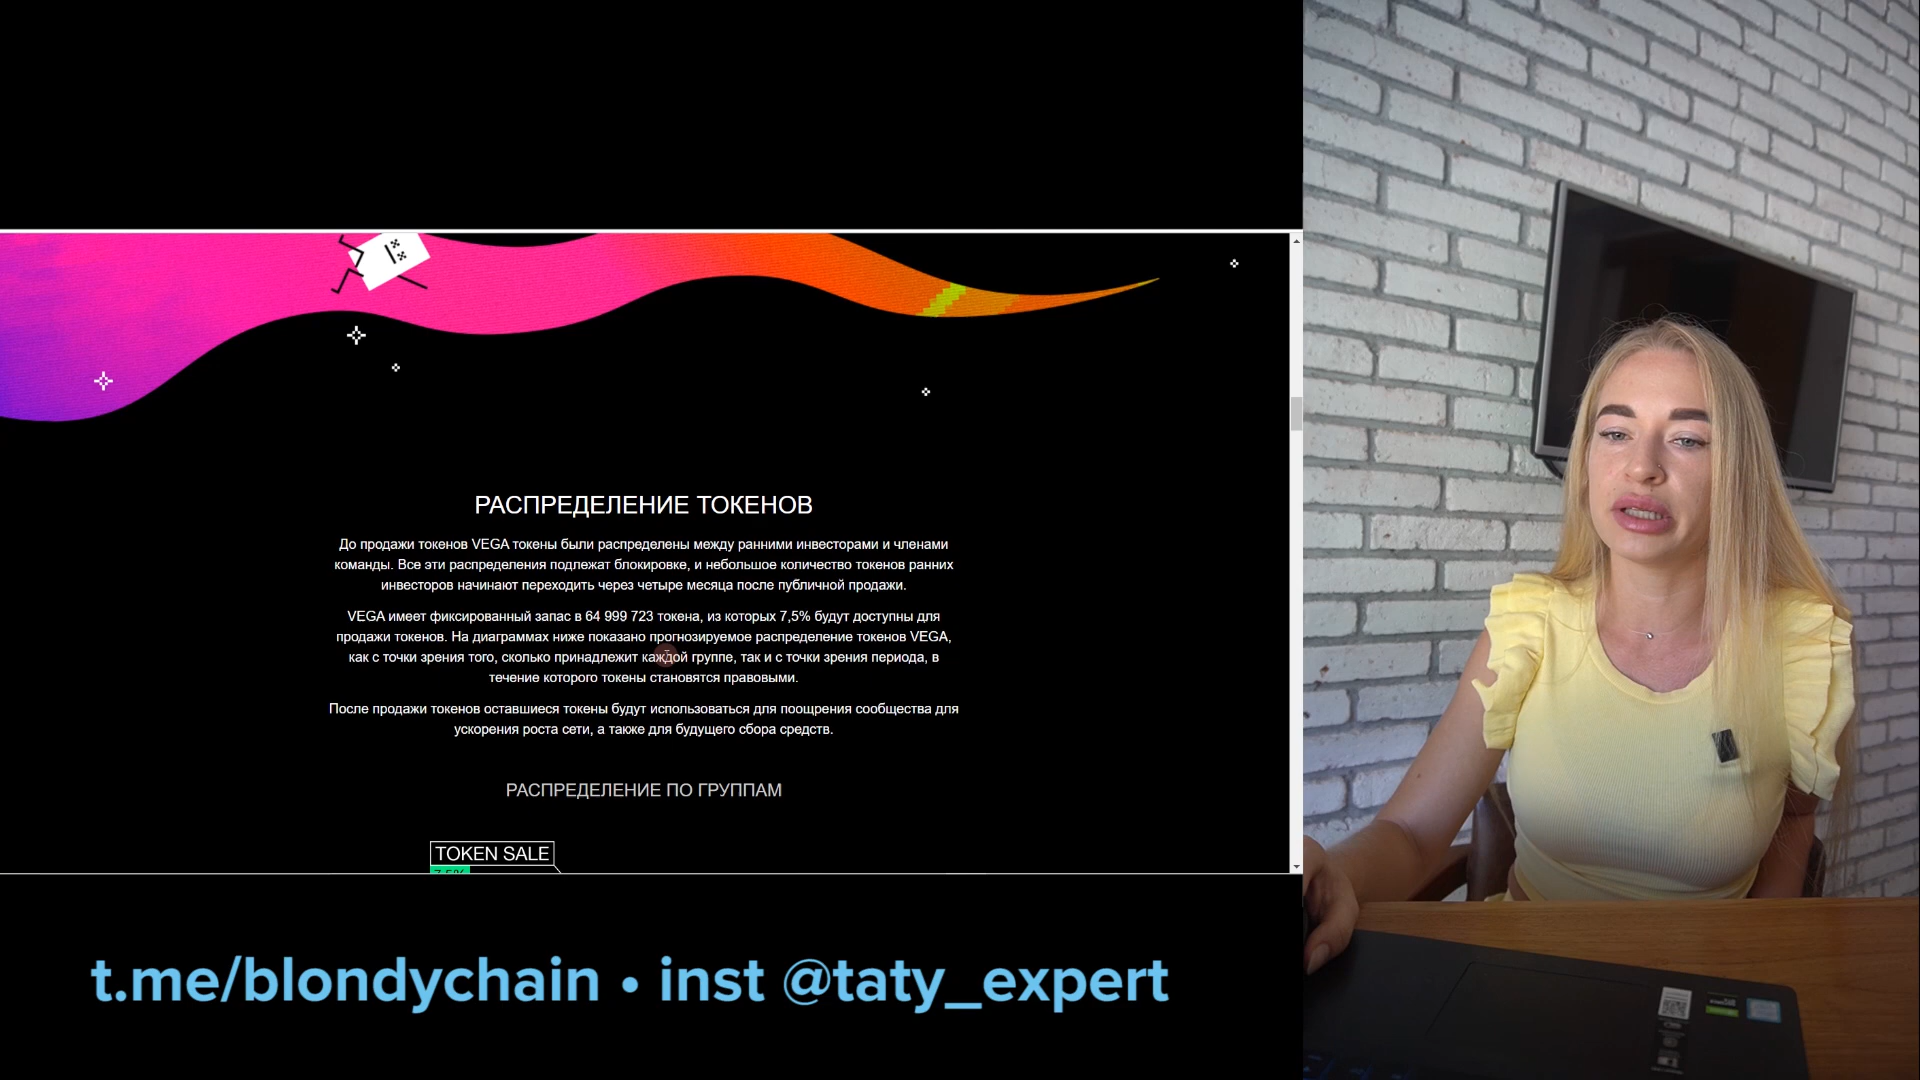 РАСПРЕДЕЛЕНИЕ ТОКЕНОВ
До продажи токенов VEGA токены были распределены между ранними инвесторами и членами
команды. Все эти распределения подлежат блокировке, и небольшое количество токенов ранних
инвесторов начинают переходить через четыре месяца после публичной продажи.
VEGA имеет фиксированный запас в 64 999 723 токена, из которых 7,5% будут доступны для
продажи токенов. На диаграммах ниже показано прогнозируемое распределение токенов VEGA,
как с точки зрения того, сколько принадлежит каждой группе, так и с точки зрения периода, в
течение которого токены становятся правовыми.
После продажи токенов оставшиеся токены будут использоваться для поощрения сообщества для
ускорения роста сети, а также для будущего сбора средств.
РАСПРЕДЕЛЕНИЕ ПО ГРУППАМ
TOKEN SALE
t.me/blondychain • inst @taty_expert